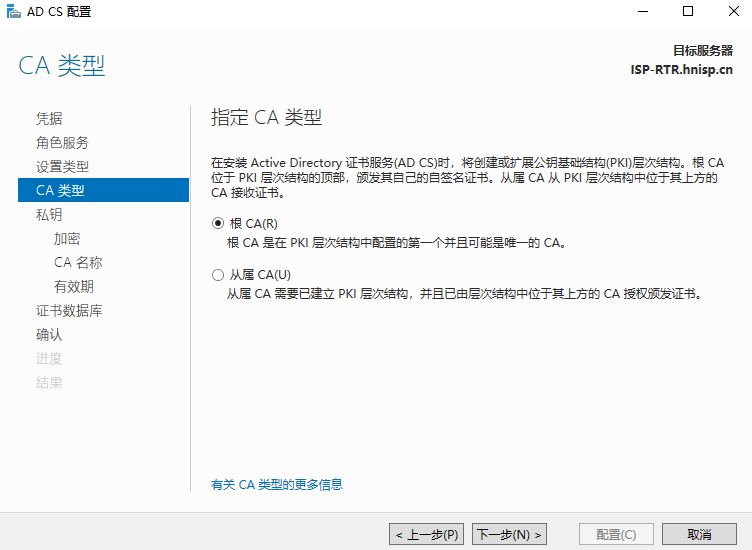 AD CS 配置
目标服务器
ISP-RTR.hnisp.cn
CA 类型
凭据
角色服务
设置类型
CA 类型
私钥
加密
CA 名称
有效期
证书数据库
确认
进度
结果
指定 CA 类型
在安装 Active Directory 证书服务(AD CS)时，将创建或扩展公钥基础结构(PKI)层次结构。根 CA
位于 PKI 层次结构的顶部，颁发其自己的自签名证书。从属 CA 从 PKI 层次结构中位于其上方的
CA 接收证书。
根 CA(R)
根 CA 是在 PKI 层次结构中配置的第一个并且可能是唯一的 CA。
从属 CA(U)
从属 CA 需要已建立 PKI 层次结构，并且已由层次结构中位于其上方的 CA 授权颁发证书。
有关 CA 类型的更多信息
< 上一步(P)
下一步(N) >
配置(C)
取消